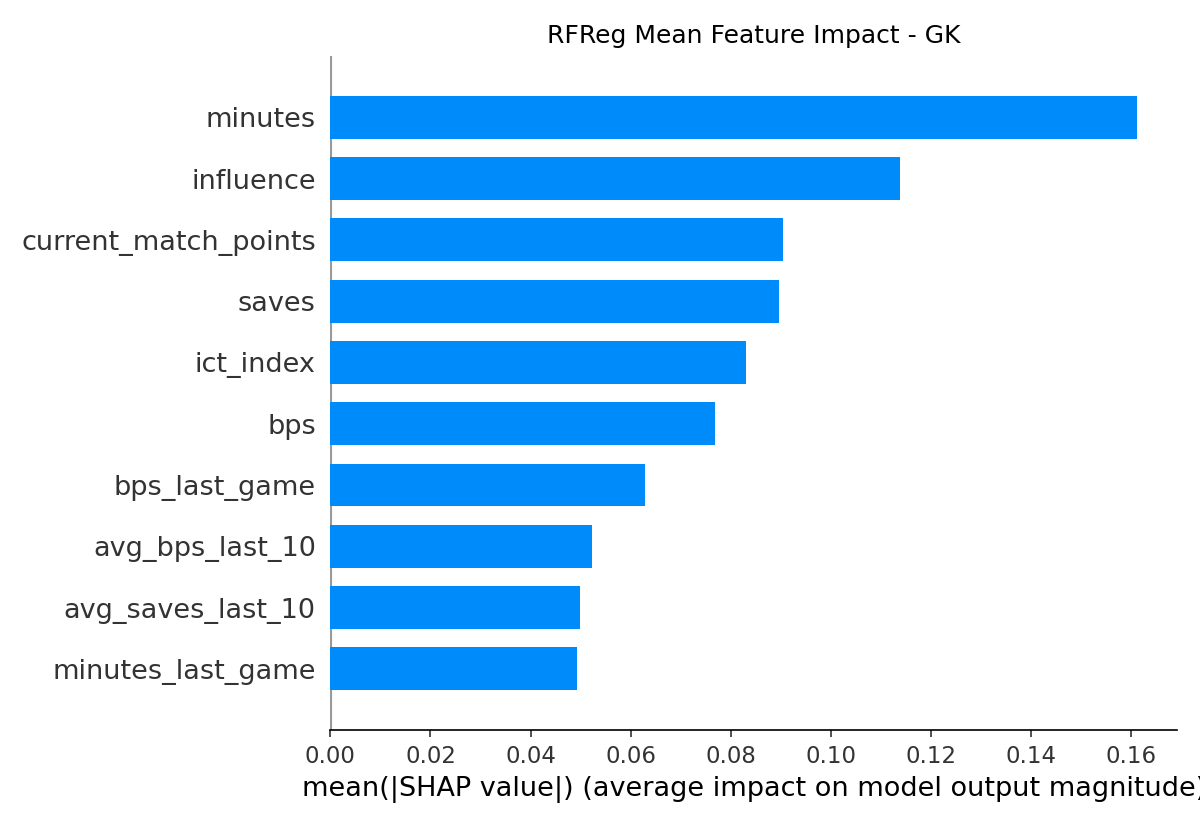 RFReg Mean Feature Impact - GK
minutes
influence
current_match_points
saves
ict_index
bps
bps_last_game
avg_bps_last_10
avg_saves_last_10
minutes_last_game
0.00 0.02 0.04 0.06 0.08 0.10 0.12 0.14 0.16
mean(|SHAP value|) (average impact on model output magnitude)